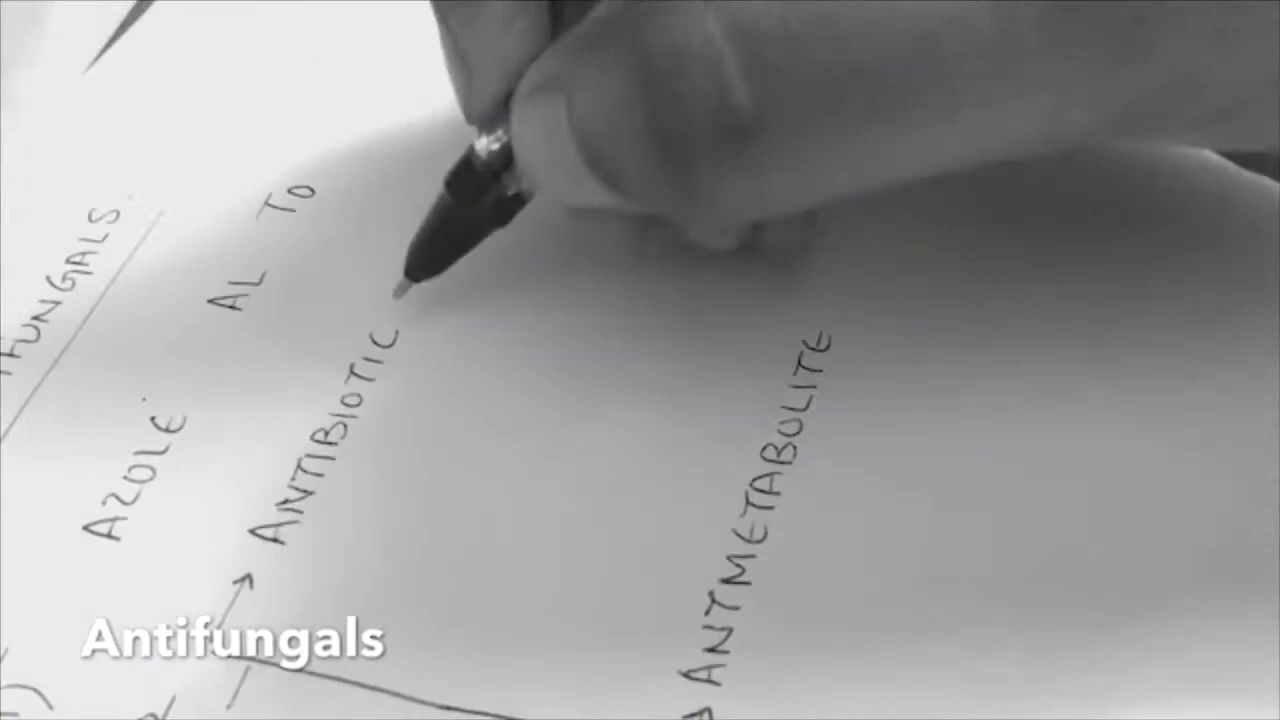 FUNGALS
AZOLE AL TO
ANTIBIOTIC
ANTMETABOLITE
Antifungals